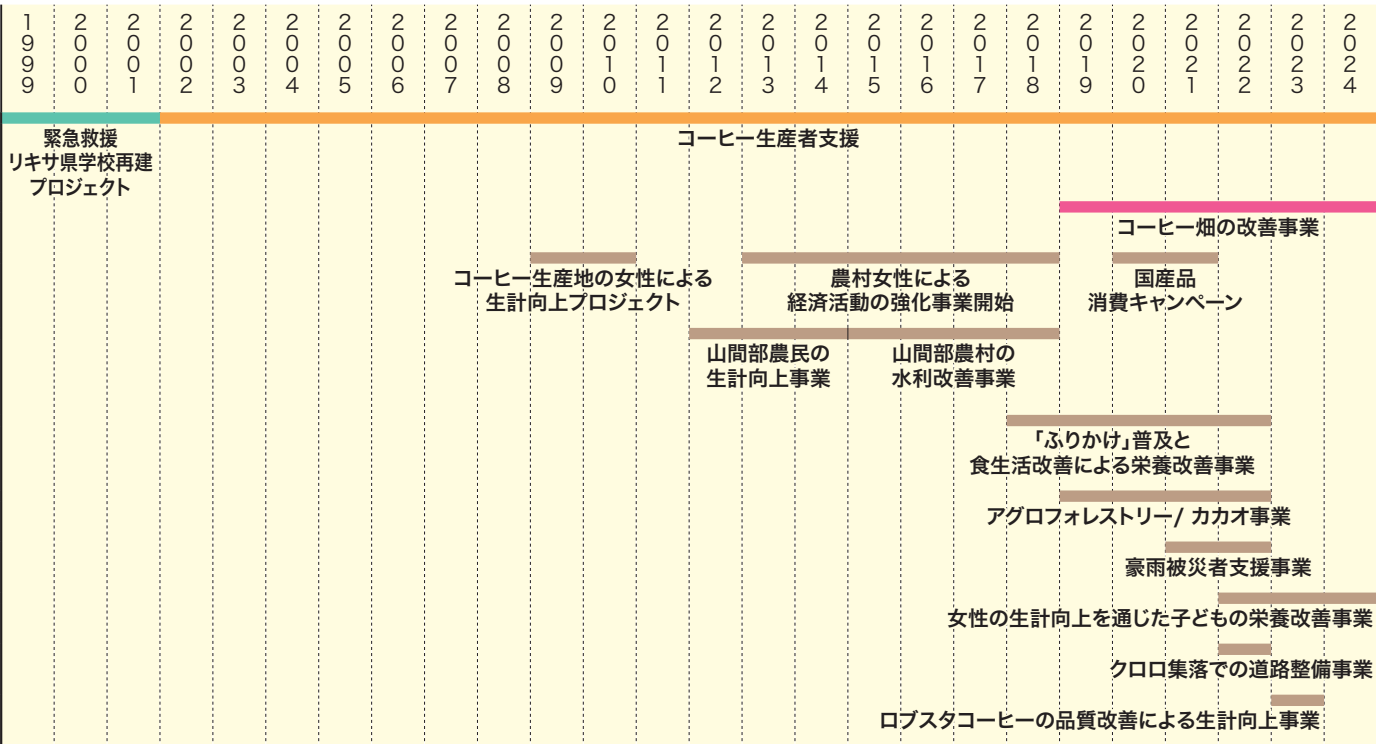 1999
2000
2001
2002
2003
2004
2005
2006
2007
2008
2009
2010
2011
2012
2013
2014
2015
2016
2017
2018
2019
2020
2021
2022
2023
2024
緊急救援
リキサ県学校再建
プロジェクト
コーヒー生産者支援
コーヒー畑の改善事業
コーヒー生産地の女性による
生計向上プロジェクト
農村女性による
経済活動の強化事業開始
国産品
消費キャンペーン
山間部農民の
生計向上事業
山間部農村の
水利改善事業
「ふりかけ」普及と
食生活改善による栄養改善事業
アグロフォレストリー/ カカオ事業
豪雨被災者支援事業
女性の生計向上を通じた子どもの栄養改善事業
クロロ集落での道路整備事業
ロブスタコーヒーの品質改善による生計向上事業